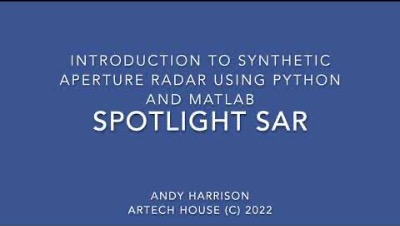 INTRODUCTION TO SYNTHETIC
APERTURE RADAR USING PYTHON
AND MATLAB
SPOTLIGHT SAR
ANDY HARRISON
ARTECH HOUSE (C) 2022